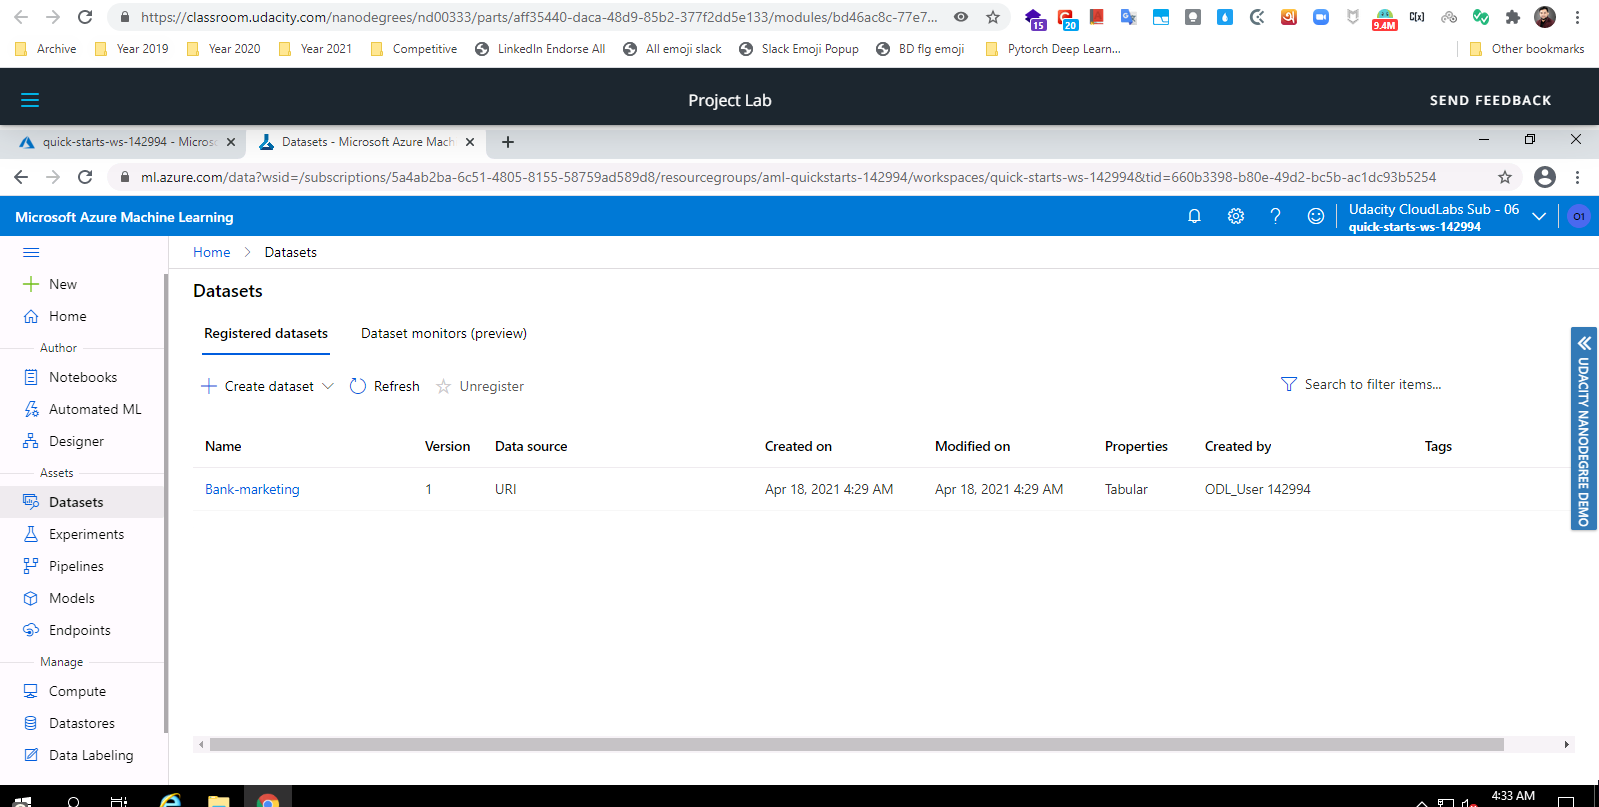 https://classroom.udacity.com/nanodegrees/nd00333/parts/aff35440-daca-48d9-85b2-377f2dd5e133/modules/bd46ac8c-77e7...
15
20
9.4M
Archive
Year 2019
Year 2020
Year 2021
Competitive
LinkedIn Endorse All
All emoji slack
Slack Emoji Popup
BD flg emoji
Pytorch Deep Learn...
Other bookmarks
Project Lab
SEND FEEDBACK
quick-starts-ws-142994 - Microsc
Datasets - Microsoft Azure Mach
ml.azure.com/data?wsid=/subscriptions/5a4ab2ba-6c51-4805-8155-58759ad589d8/resourcegroups/aml-quickstarts-142994/workspaces/quick-starts-ws-142994&tid=660b3398-b80e-49d2-bc5b-ac1dc93b5254
Microsoft Azure Machine Learning
Udacity CloudLabs Sub - 06
quick-starts-ws-142994
O1
New
Home
Author
Notebooks
Automated ML
Designer
Assets
Datasets
Experiments
Pipelines
Models
Endpoints
Manage
Compute
Datastores
Data Labeling
Home > Datasets
Datasets
Registered datasets
Dataset monitors (preview)
Create dataset
Refresh
Unregister
Search to filter items...
Name Version Data source Created on Modified on Properties Created by Tags
Bank-marketing 1 URI Apr 18, 2021 4:29 AM Apr 18, 2021 4:29 AM Tabular ODL_User 142994
UDACITY NANODEGREE DEMO
4:33 AM